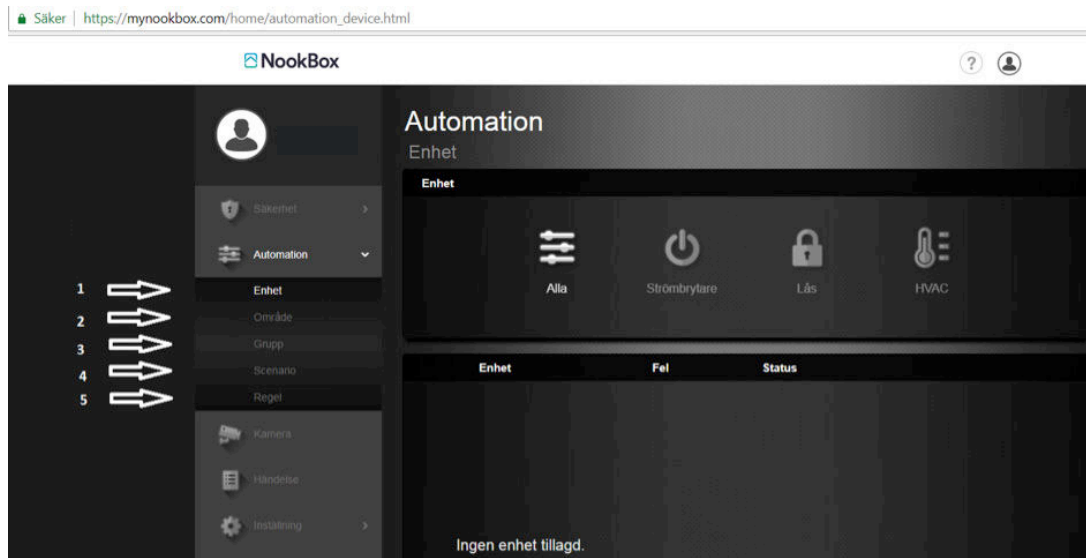 Säker | https://mynookbox.com/home/automation_device.html
NookBox
?
Automation
Enhet
Enhet
Säkerhet
Automation
1 Enhet
2 Område
3 Grupp
4 Scenario
5 Regel
Kamera
Händelse
Inställning
Alla Strömbrytare Lås HVAC
Enhet Fel Status
Ingen enhet tillagd.